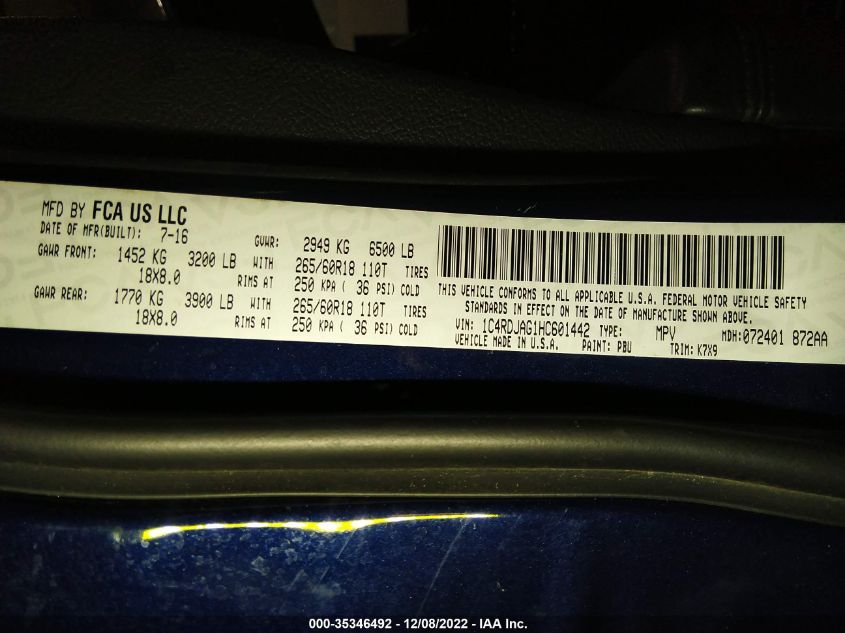 MFD BY FCA US LLC
DATE OF MFR(BUILT): 7-16 GVWR: 2949 KG 6500 LB
GAWR FRONT: 1452 KG 3200 LB WITH 265/60R18 110T TIRES
18X8.0 RIMS AT 250 KPA ( 36 PSI) COLD
GAWR REAR: 1770 KG 3900 LB WITH 265/60R18 110T TIRES
18X8.0 RIMS AT 250 KPA ( 36 PSI) COLD
THIS VEHICLE CONFORMS TO ALL APPLICABLE U.S.A. FEDERAL MOTOR VEHICLE SAFETY
STANDARDS IN EFFECT ON THE DATE OF MANUFACTURE SHOWN ABOVE.
VIN: 1C4RDJAG1HC601442 TYPE: MPV MDH:072401 872AA
VEHICLE MADE IN U.S.A. PAINT: PBU TRIM: K7X9
000-35346492 - 12/08/2022 - IAA Inc.